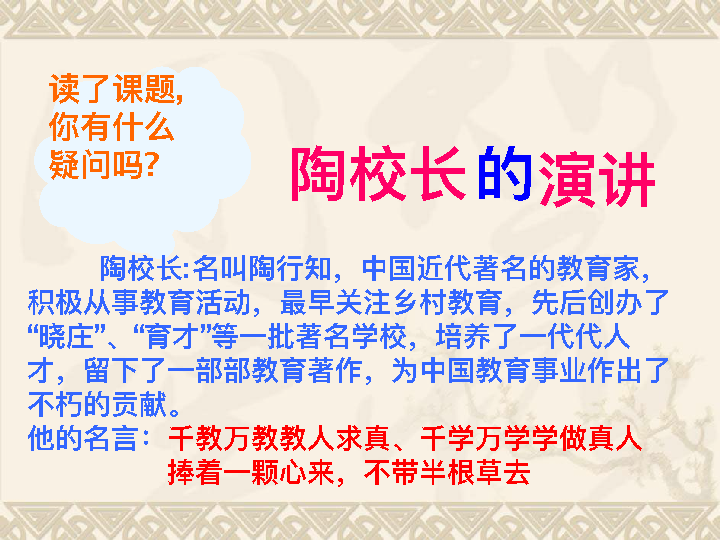 读了课题,
你有什么
疑问吗?
陶校长的演讲
陶校长:名叫陶行知，中国近代著名的教育家，
积极从事教育活动，最早关注乡村教育，先后创办了
“晓庄”、“育才”等一批著名学校，培养了一代代人
才，留下了一部部教育著作，为中国教育事业作出了
不朽的贡献。
他的名言：千教万教教人求真、千学万学学做真人
捧着一颗心来，不带半根草去